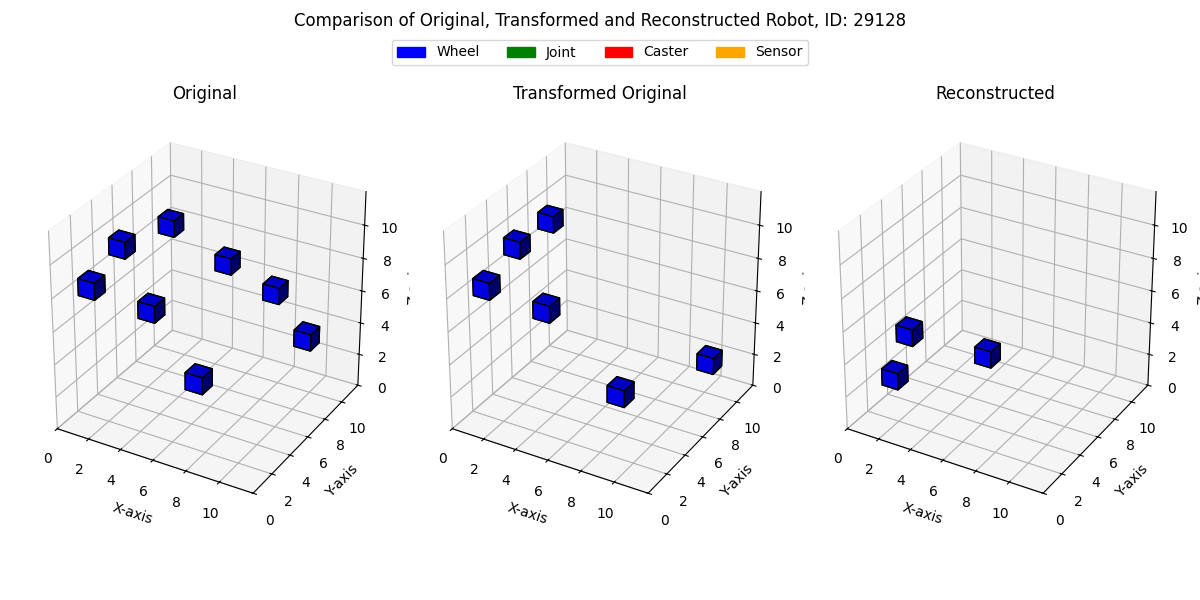 Comparison of Original, Transformed and Reconstructed Robot, ID: 29128
Wheel Joint Caster Sensor
Original
Transformed Original
Reconstructed
0 2 4 6 8 10
X-axis
0 2 4 6 8 10
Y-axis
0 2 4 6 8 10
0 2 4 6 8 10
X-axis
0 2 4 6 8 10
Y-axis
0 2 4 6 8 10
0 2 4 6 8 10
X-axis
0 2 4 6 8 10
Y-axis
0 2 4 6 8 10